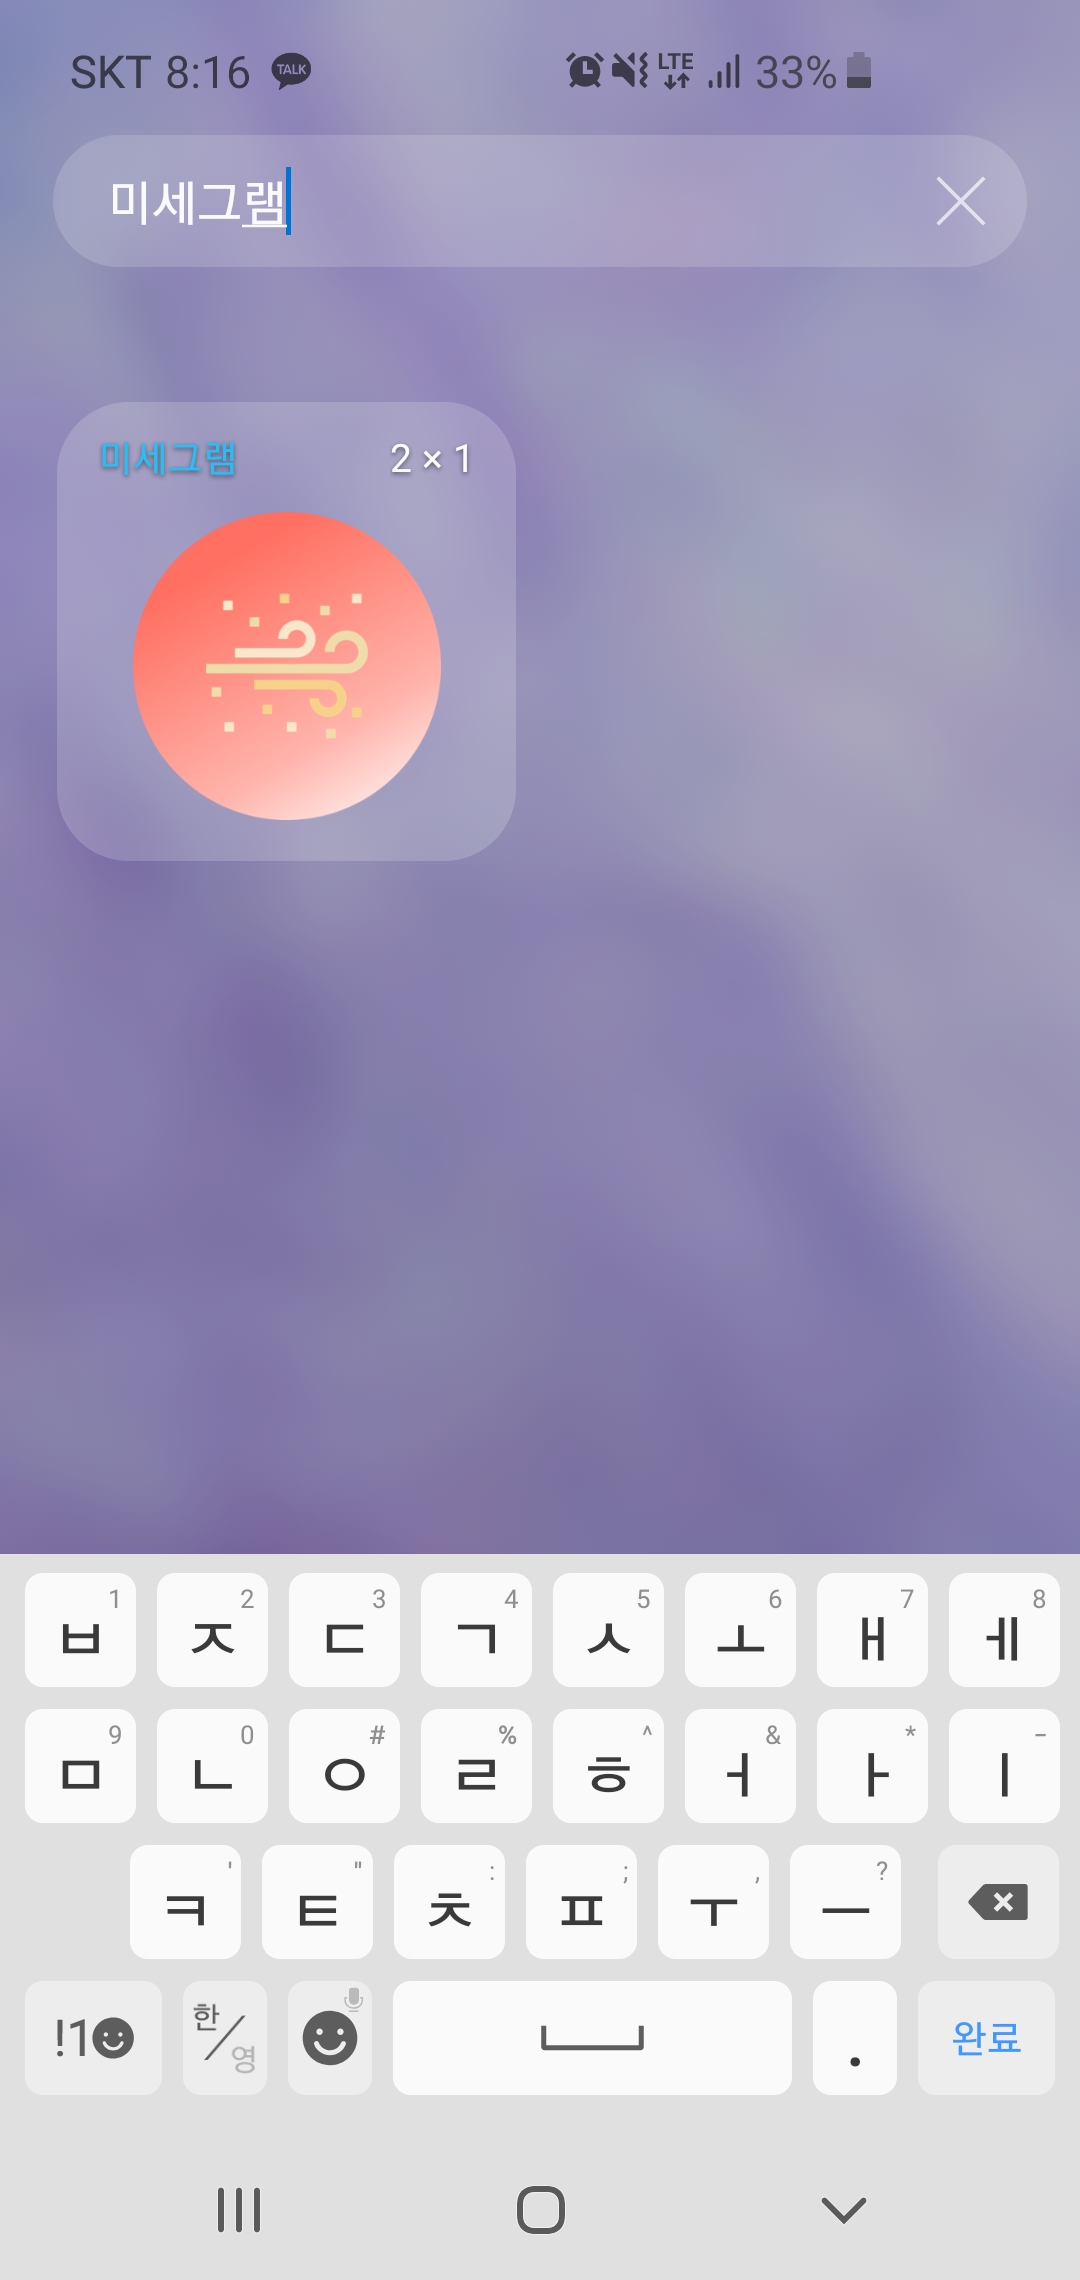 SKT 8:16 TALK LTE 33%
미세그램
미세그램 2 × 1
1 2 3 4 5 6 7 8
ㅂ ㅈ ㄷ ㄱ ㅅ ㅗ ㅐ ㅔ
9 0 # % ^ & * -
ㅁ ㄴ ㅇ ㄹ ㅎ ㅓ ㅏ ㅣ
' " : ; , ?
ㅋ ㅌ ㅊ ㅍ ㅜ ㅡ
!1 한/영 . 완료